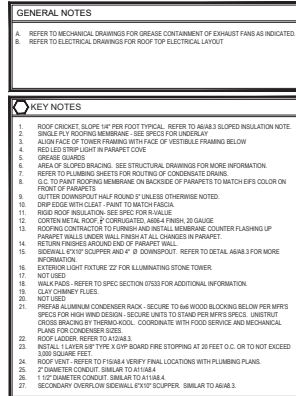 GENERAL NOTES
A. REFER TO MECHANICAL DRAWINGS FOR GREASE CONTAINMENT OF EXHAUST FANS AS INDICATED.
B. REFER TO ELECTRICAL DRAWINGS FOR ROOF TOP ELECTRICAL LAYOUT
KEY NOTES
1. ROOF CRICKET, SLOPE 1/4" PER FOOT TYPICAL. REFER TO A6/A8.3 SLOPED INSULATION NOTE.
2. SINGLE PLY ROOFING MEMBRANE - SEE SPECS FOR UNDERLAY
3. ALIGN FACE OF TOWER FRAMING WITH FACE OF VESTIBULE FRAMING BELOW
4. RED LED STRIP LIGHT IN PARAPET COVE
5. GREASE GUARDS
6. AREA OF SLOPED BRACING. SEE STRUCTURAL DRAWINGS FOR MORE INFORMATION.
7. REFER TO PLUMBING SHEETS FOR ROUTING OF CONDENSATE DRAINS.
8. G.C. TO PAINT ROOFING MEMBRANE ON BACKSIDE OF PARAPETS TO MATCH EIFS COLOR ON
FRONT OF PARAPETS
9. GUTTER DOWNSPOUT HALF ROUND 5" UNLESS OTHERWISE NOTED.
10. DRIP EDGE WITH CLEAT - PAINT TO MATCH FASCIA.
11. RIGID ROOF INSULATION- SEE SPEC FOR R-VALUE
12. CORTEN METAL ROOF, A606-4 FINISH, 20 GAUGE
13. ROOFING CONTRACTOR TO FURNISH AND INSTALL MEMBRANE COUNTER FLASHING UP
PARAPET WALLS UNDER WALL FINISH AT ALL CHANGES IN PARAPET.
14. RETURN FINISHES AROUND END OF PARAPET WALL.
15. SIDEWALL 6"X10" SCUPPER AND 4" Ø DOWNSPOUT. REFER TO DETAIL A6/A8.3 FOR MORE
INFORMATION.
16. EXTERIOR LIGHT FIXTURE 'Z2' FOR ILLUMINATING STONE TOWER.
17. NOT USED
18. WALK PADS - REFER TO SPEC SECTION 07533 FOR ADDITIONAL INFORMATION.
19. CLAY CHIMNEY FLUES.
20. NOT USED
21. PREFAB ALUMINUM CONDENSER RACK - SECURE TO 6x6 WOOD BLOCKING BELOW PER MFR'S
SPECS FOR HIGH WIND DESIGN - SECURE UNITS TO STAND PER MFR'S SPECS. UNISTRUT
CROSS BRACING BY THERMO-KOOL. COORDINATE WITH FOOD SERVICE AND MECHANICAL
PLANS FOR CONDENSER SIZES.
22. ROOF LADDER. REFER TO A12/A8.3.
23. INSTALL 1 LAYER 5/8" TYPE X GYP BOARD FIRE STOPPING AT 20 FEET O.C. OR TO NOT EXCEED
3,000 SQUARE FEET.
24. ROOF VENT - REFER TO F15/A8.4 VERIFY FINAL LOCATIONS WITH PLUMBING PLANS.
25. 2" DIAMETER CONDUIT. SIMILAR TO A11/A8.4
26. 1 1/2" DIAMETER CONDUIT. SIMILAR TO A11/A8.4.
27. SECONDARY OVERFLOW SIDEWALL 6"X10" SCUPPER. SIMILAR TO A6/A8.3.